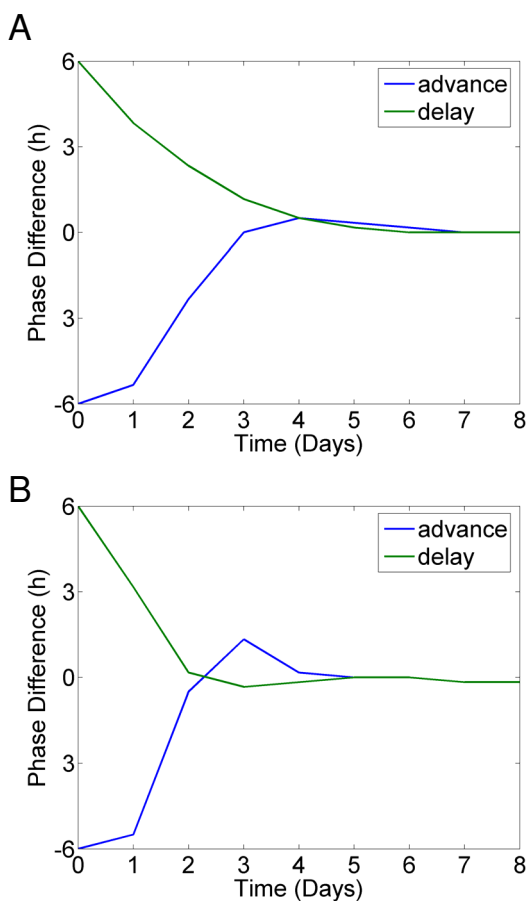 A
6
3
0
3
-6
Phase Difference (h)
advance
delay
0 1 2 3 4 5 6 7 8
Time (Days)
B
6
3
0
3
-6
Phase Difference (h)
advance
delay
0 1 2 3 4 5 6 7 8
Time (Days)